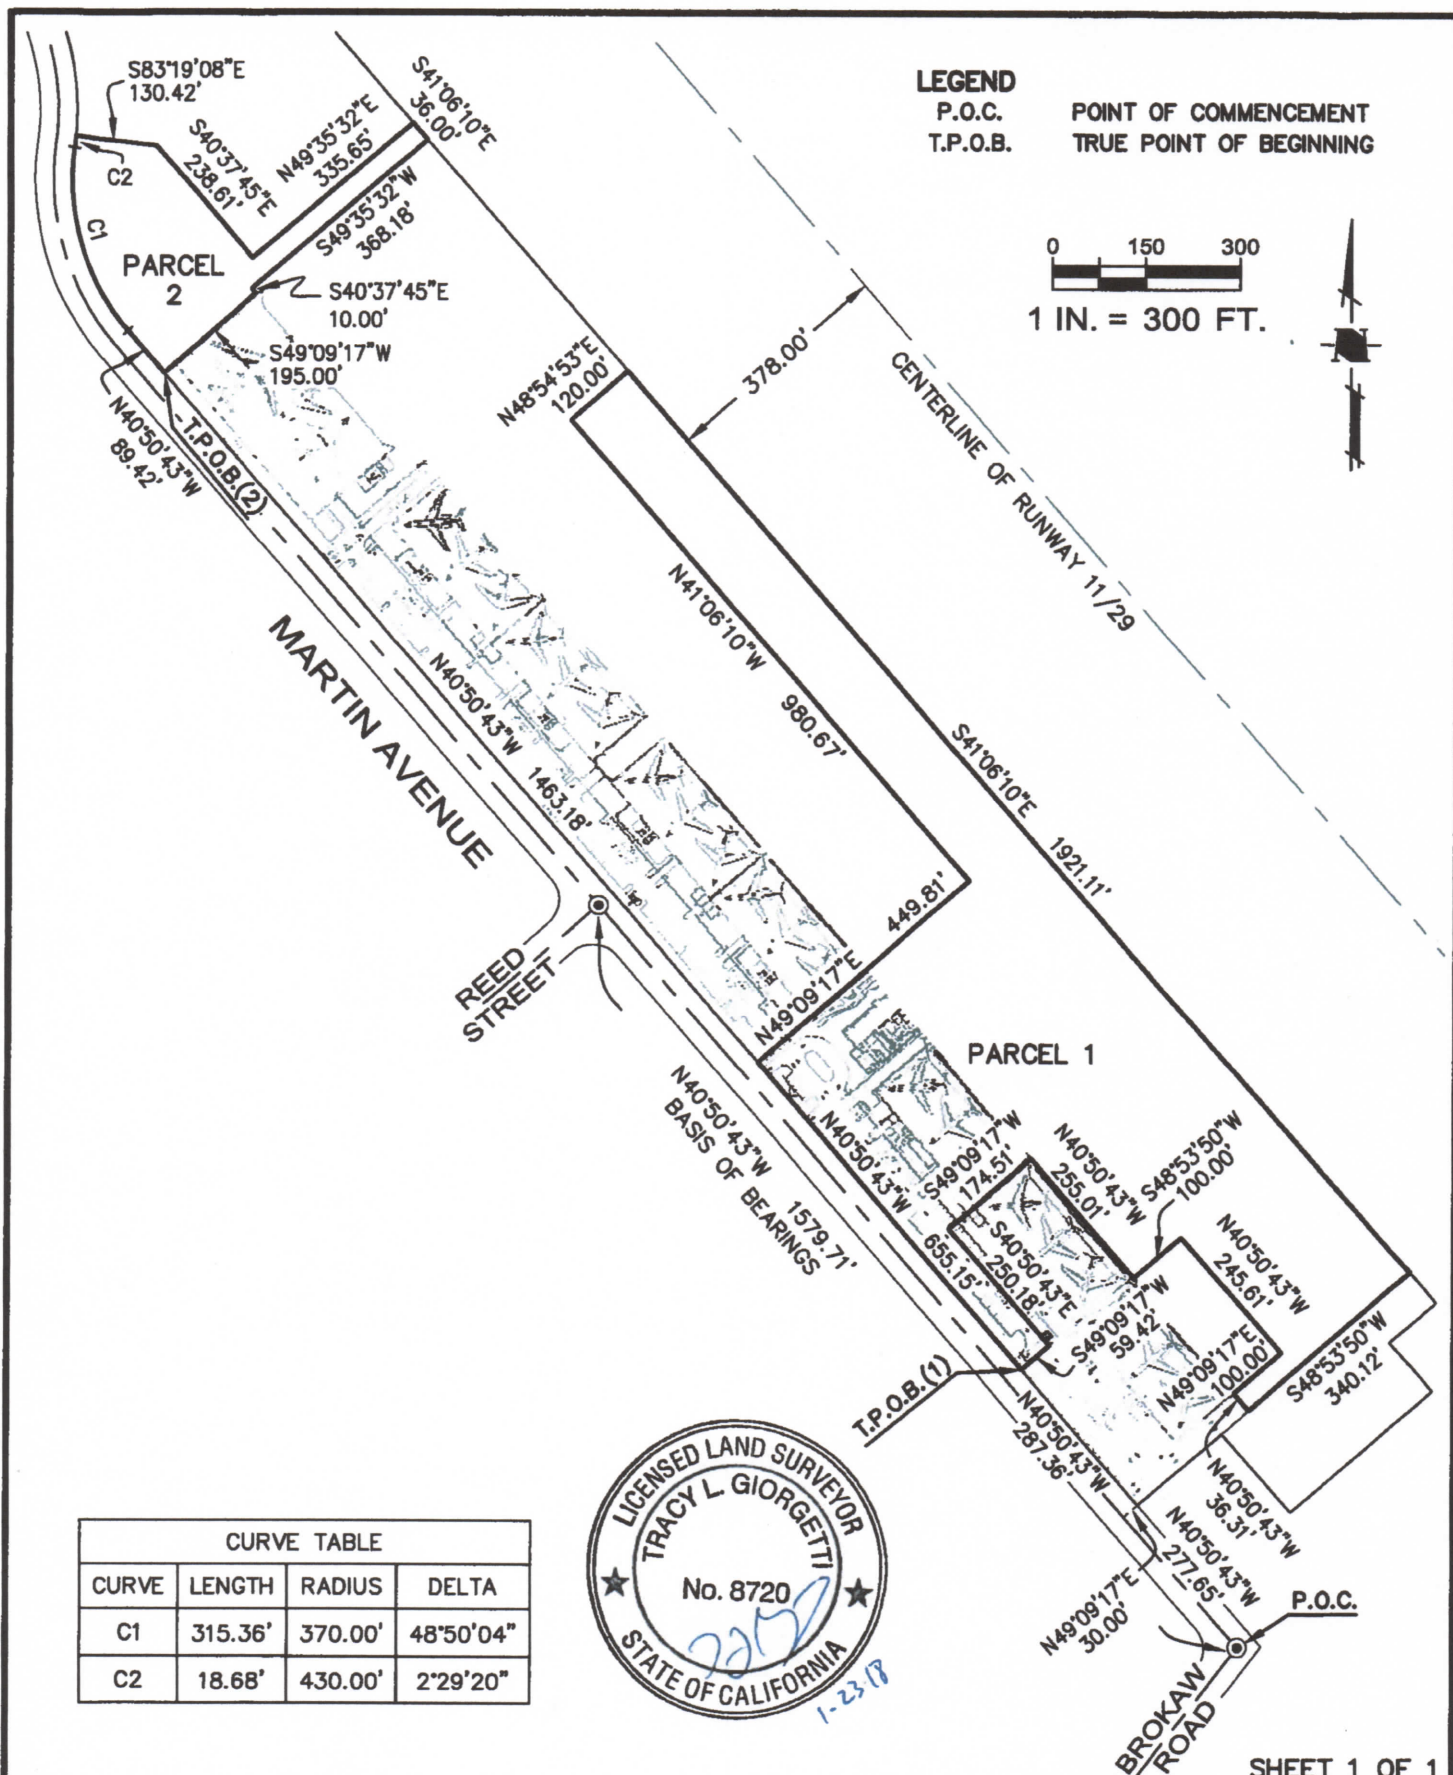 S83°19'08"E
130.42'
S40°37'45"E
238.61'
N49°35'32"E
335.65'
S41°06'10"E
36.00'
S49°35'32"W
368.18'
C2
C1
PARCEL
2
S40°37'45"E
10.00'
S49°09'17"W
195.00'
N40°50'43"W
89.42'
T.P.O.B.(2)
LEGEND
P.O.C. POINT OF COMMENCEMENT
T.P.O.B. TRUE POINT OF BEGINNING
0 150 300
1 IN. = 300 FT.
N
378.00'
CENTERLINE OF RUNWAY 11/29
N48°54'53"E
120.00'
N41°06'10"W 980.67'
S41°06'10"E 1921.11'
MARTIN AVENUE
N40°50'43"W 1463.18'
REED
STREET
N49°09'17"E 449.81'
PARCEL 1
N40°50'43"W 1579.71'
BASIS OF BEARINGS
N40°50'43"W 655.15'
S49°09'17"W
174.51'
N40°50'43"W
255.01'
S48°53'50"W
100.00'
N40°50'43"W
245.61'
S40°50'43"E
250.18'
S49°09'17"W
59.42'
N49°09'17"E
100.00'
S48°53'50"W
340.12'
T.P.O.B.(1)
N40°50'43"W
287.36'
N40°50'43"W
36.31'
N40°50'43"W
277.65'
N49°09'17"E
30.00'
P.O.C.
BROKAW
ROAD
CURVE TABLE
CURVE LENGTH RADIUS DELTA
C1 315.36' 370.00' 48°50'04"
C2 18.68' 430.00' 2°29'20"
LICENSED LAND SURVEYOR
TRACY L. GIORGETTI
No. 8720
STATE OF CALIFORNIA
1-23-18
SHEET 1 OF 1